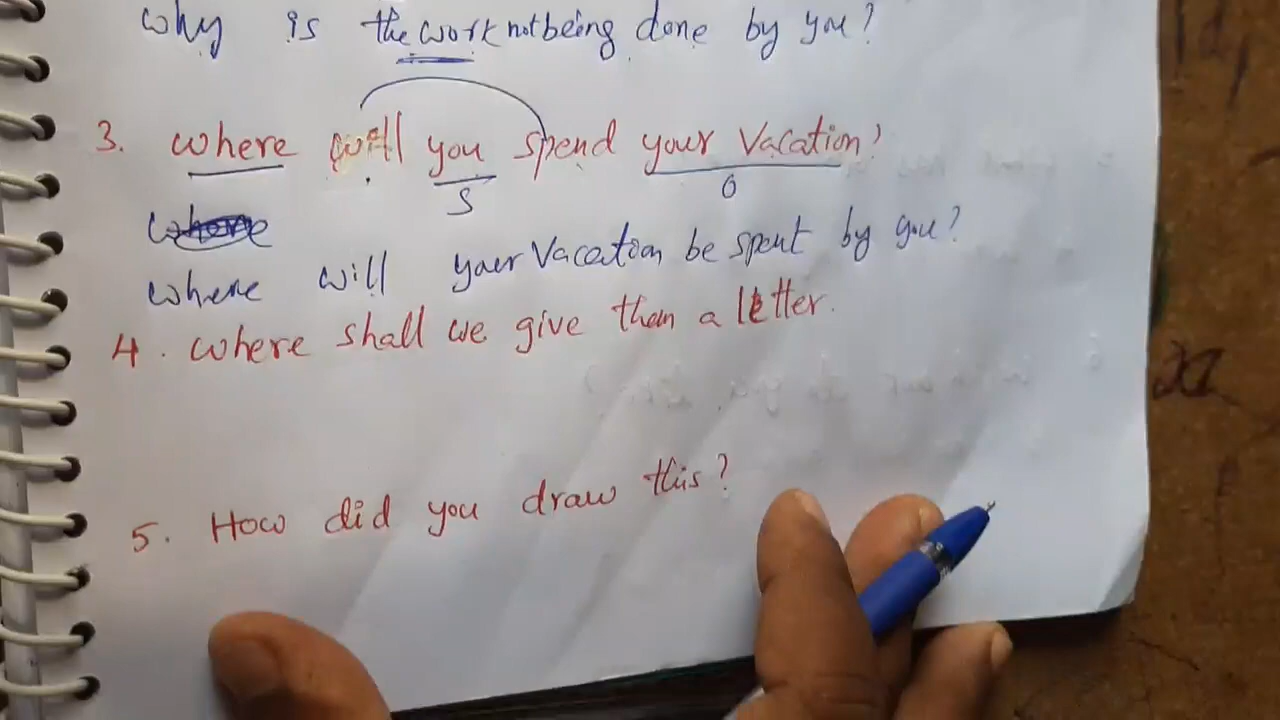 why is the work not being done by you?
3. where will you spend your vacation?
S O
where
where will your vacation be spent by you?
4. where shall we give them a letter.
5. How did you draw this?